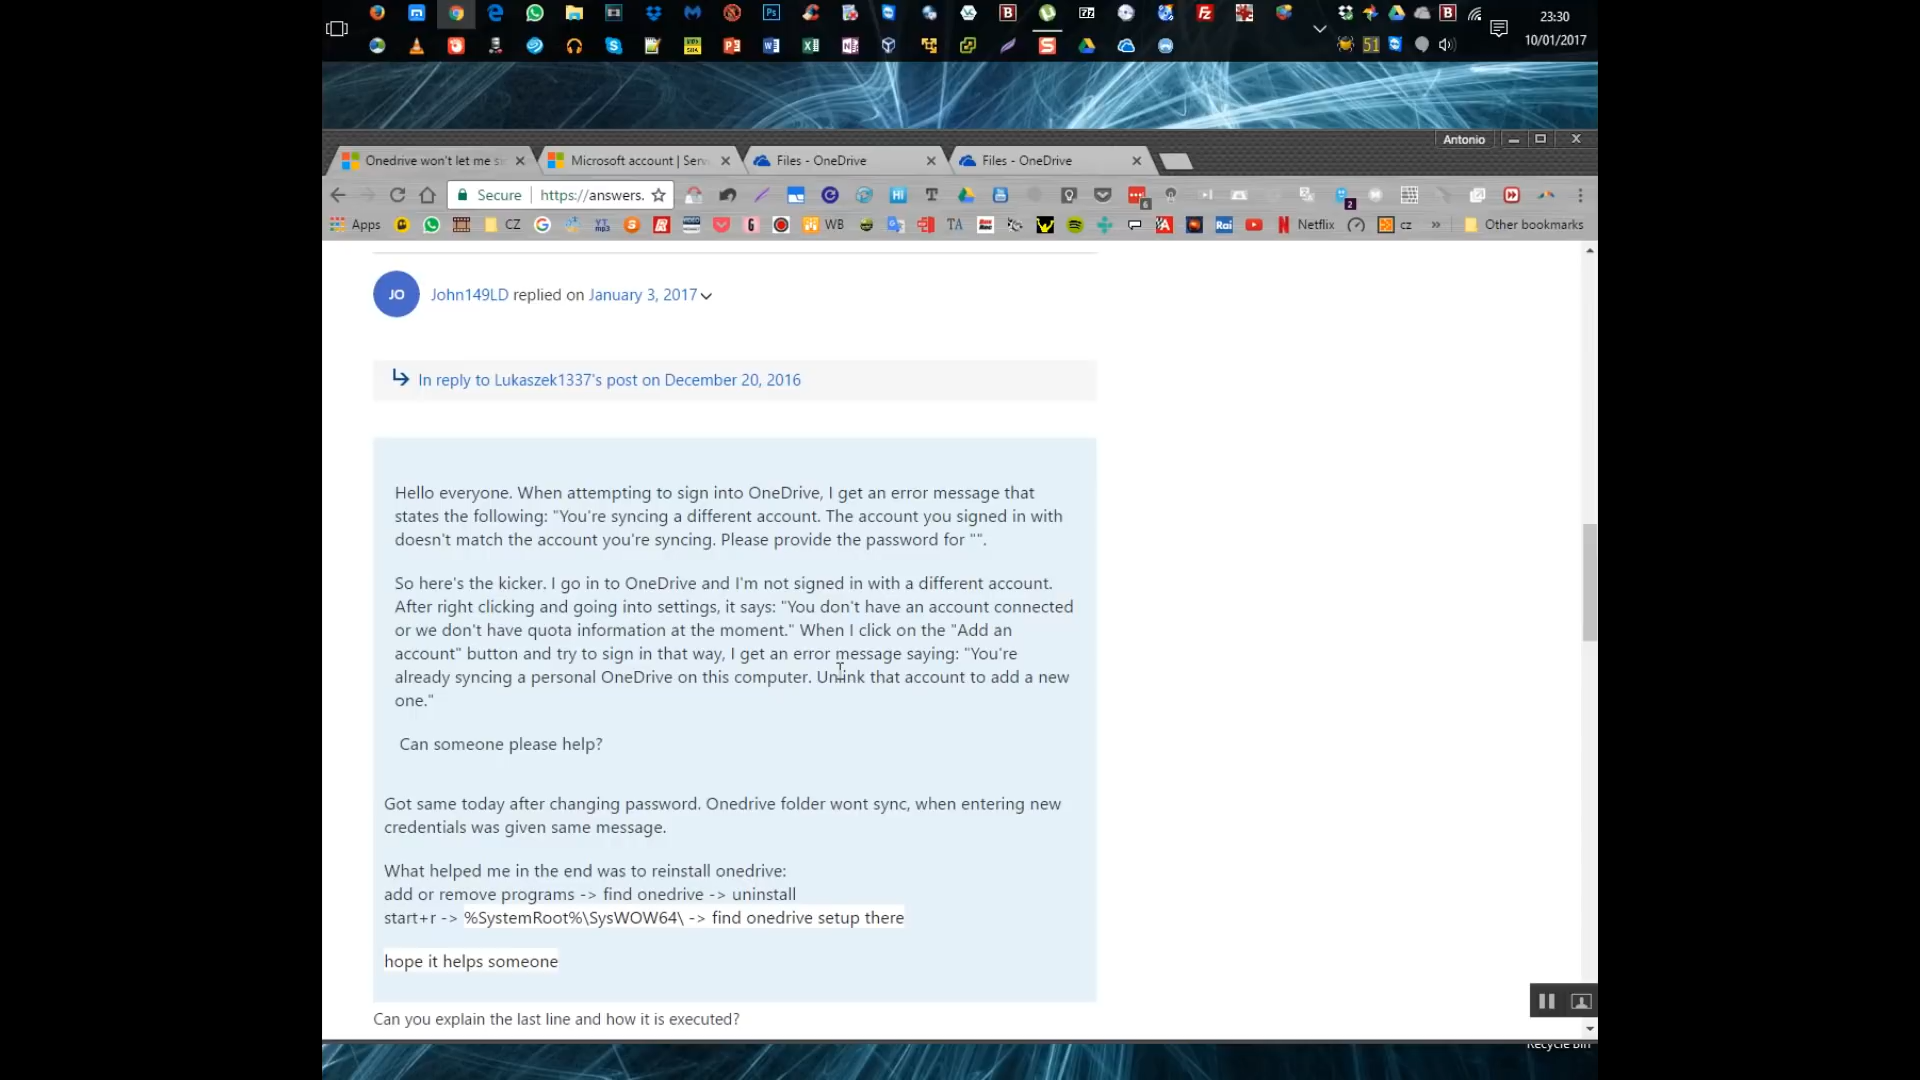 23:30
10/01/2017
51
Antonio
Onedrive won't let me si
Microsoft account | Serv
Files - OneDrive
Files - OneDrive
Secure
https://answers.
Apps
CZ
WB
TA
Rai
Netflix
cz
»
Other bookmarks
JO
John149LD replied on January 3, 2017
In reply to Lukaszek1337's post on December 20, 2016
Hello everyone. When attempting to sign into OneDrive, I get an error message that
states the following: "You're syncing a different account. The account you signed in with
doesn't match the account you're syncing. Please provide the password for "".
So here's the kicker. I go in to OneDrive and I'm not signed in with a different account.
After right clicking and going into settings, it says: "You don't have an account connected
or we don't have quota information at the moment." When I click on the "Add an
account" button and try to sign in that way, I get an error message saying: "You're
already syncing a personal OneDrive on this computer. Unlink that account to add a new
one."
Can someone please help?
Got same today after changing password. Onedrive folder wont sync, when entering new
credentials was given same message.
What helped me in the end was to reinstall onedrive:
add or remove programs -> find onedrive -> uninstall
start+r -> %SystemRoot%\SysWOW64\ -> find onedrive setup there
hope it helps someone
Can you explain the last line and how it is executed?
Recycle Bin